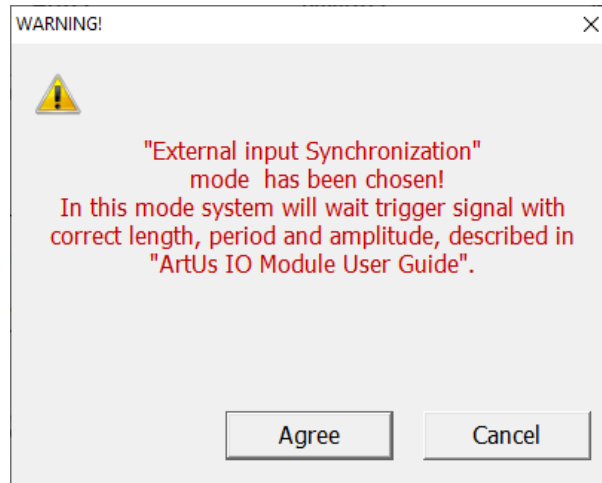 WARNING!
"External input Synchronization"
mode has been chosen!
In this mode system will wait trigger signal with
correct length, period and amplitude, described in
"ArtUs IO Module User Guide".
Agree
Cancel